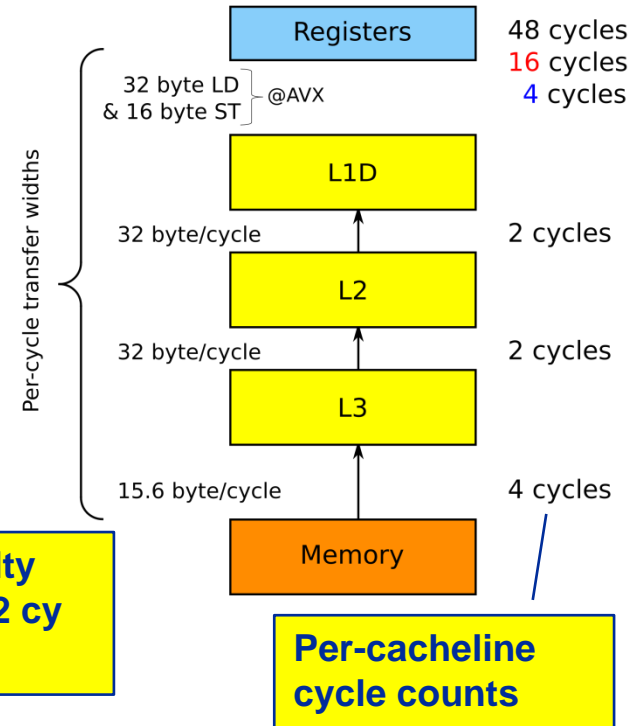 Registers
48 cycles
16 cycles
4 cycles
32 byte LD
& 16 byte ST
@AVX
Per-cycle transfer widths
L1D
32 byte/cycle
2 cycles
L2
32 byte/cycle
2 cycles
L3
15.6 byte/cycle
4 cycles
Memory
2 cy
Per-cacheline
cycle counts